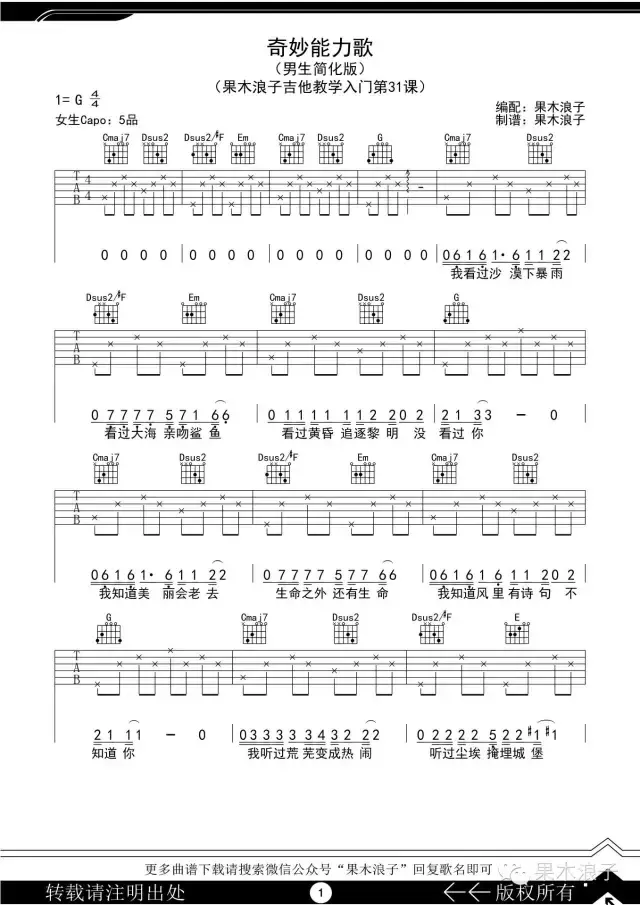 奇妙能力歌
（男生简化版）
（果木浪子吉他教学入门第31课）
1= G 4/4
女生Capo: 5品
编配：果木浪子
制谱：果木浪子
Cmaj7 Dsus2 Dsus2/#F Em Cmaj7 Dsus2 G Cmaj7 Dsus2
T A B 4 4
0 0 0 0 0 0 0 0 0 0 0 0 0 6 1 6 1· 6 1 1 2 2
我看过沙 漠下暴雨
Dsus2/#F Em Cmaj7 Dsus2 G
T A B
0 7 7 7 7 5 7 1 6 6 0 1 1 1 1 1 1 2 2 0 2 2 1 3 3 － 0
看过大海 亲吻鲨鱼 看过黄昏 追逐黎明 没 看过你
Cmaj7 Dsus2 Dsus2/#F Em Cmaj7 Dsus2
T A B
0 6 1 6 1· 6 1 1 2 2 0 7 7 7 7 5 7 7 6 6 0 6 1 6 1 6 1 1 2 0 2
我知道美 丽会老去 生命之外 还有生命 我知道风里 有诗句 不
G Cmaj7 Dsus2 Dsus2/#F E
T A B
2 1 1 1 － 0 0 3 3 3 3 3 3 4 3 2 2 2 0 2 2 2 2 5 2 2 #1 #1
知道你 我听过荒 芜变成热 闹 听过尘埃 掩埋城 堡
更多曲谱下载请搜索微信公众号“果木浪子”回复歌名即可
果木浪子
转载请注明出处
1
版权所有